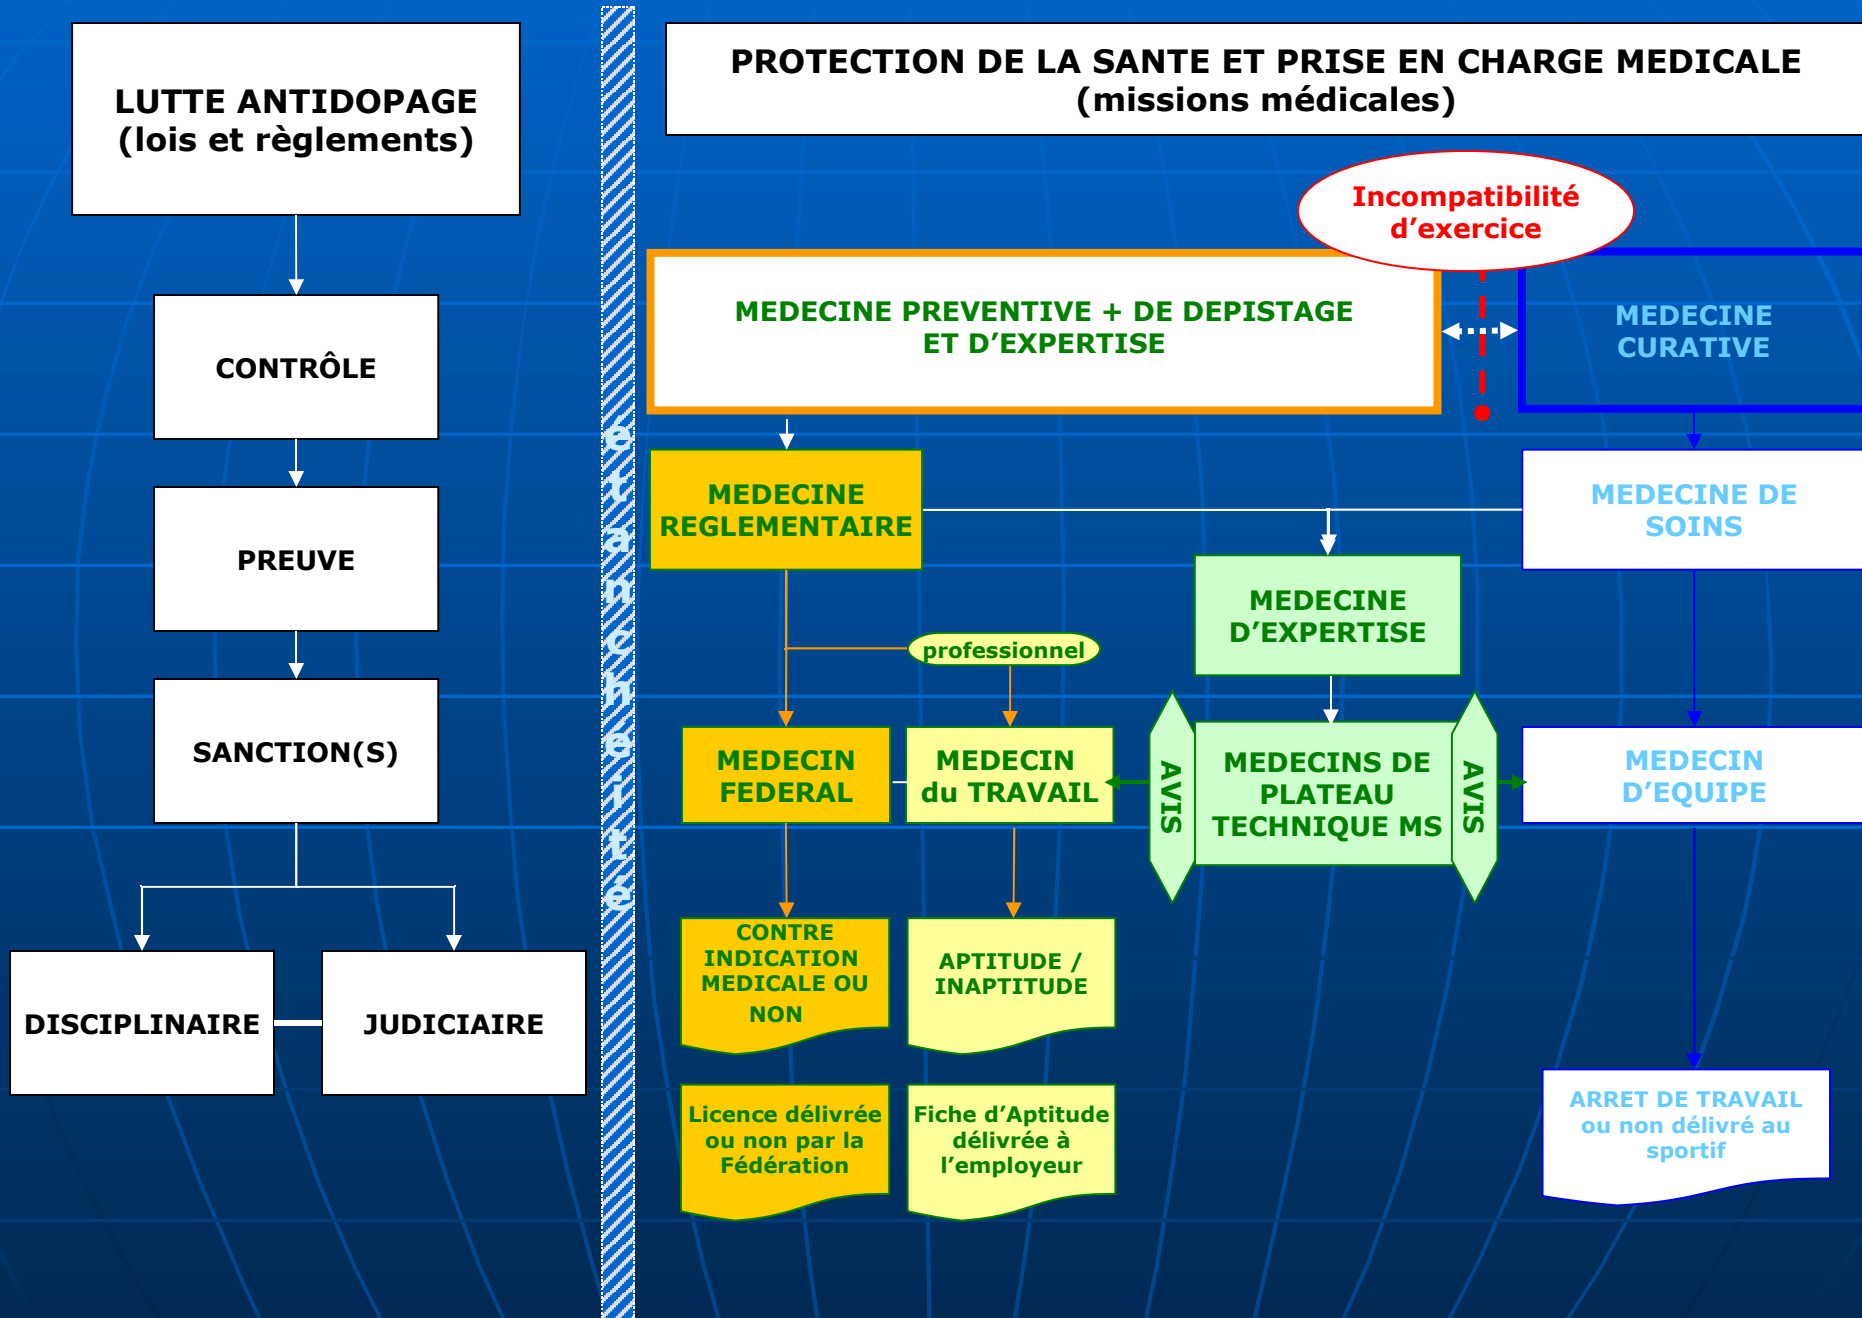 LUTTE ANTIDOPAGE
(lois et règlements)
CONTRÔLE
PREUVE
SANCTION(S)
DISCIPLINAIRE
JUDICIAIRE
étanchéité
PROTECTION DE LA SANTE ET PRISE EN CHARGE MEDICALE
(missions médicales)
Incompatibilité
d’exercice
MEDECINE PREVENTIVE + DE DEPISTAGE
ET D’EXPERTISE
MEDECINE
CURATIVE
MEDECINE
REGLEMENTAIRE
MEDECINE DE
SOINS
MEDECINE
D’EXPERTISE
professionnel
MEDECIN
FEDERAL
MEDECIN
du TRAVAIL
AVIS
MEDECINS DE
PLATEAU
TECHNIQUE MS
AVIS
MEDECIN
D’EQUIPE
CONTRE
INDICATION
MEDICALE OU
NON
APTITUDE /
INAPTITUDE
Licence délivrée
ou non par la
Fédération
Fiche d’Aptitude
délivrée à
l’employeur
ARRET DE TRAVAIL
ou non délivré au
sportif